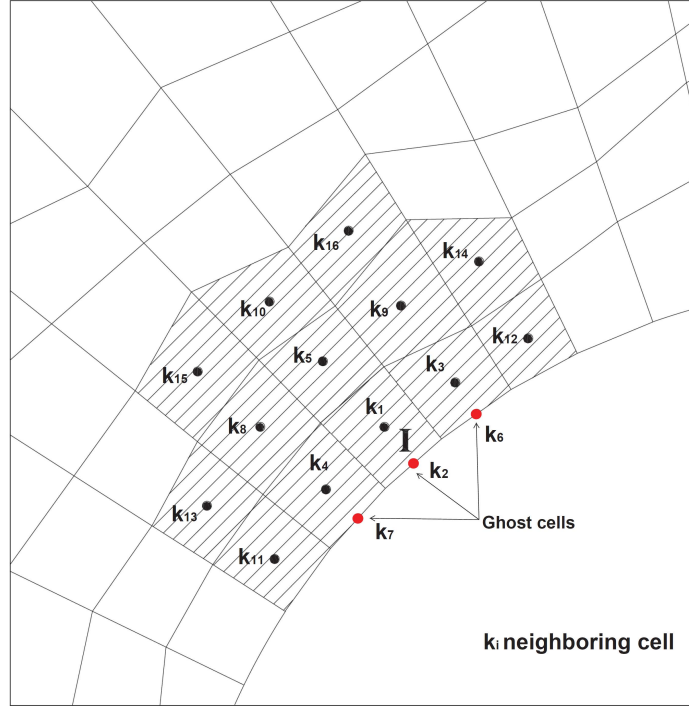 k16
k14
k10
k9
k12
k5
k3
k15
k1
k8
I
k6
k4
k2
k13
Ghost cells
k7
k11
ki neighboring cell